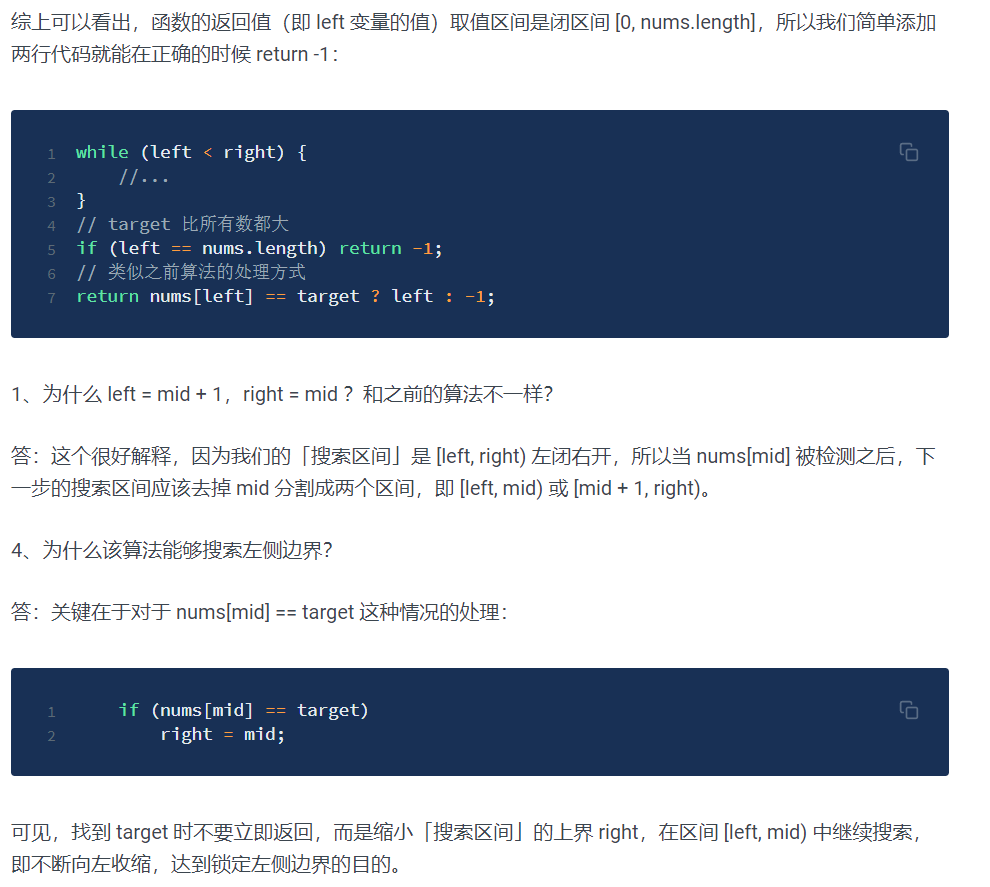 综上可以看出，函数的返回值（即 left 变量的值）取值区间是闭区间 [0, nums.length]，所以我们简单添加
两行代码就能在正确的时候 return -1：
1 while (left < right) {
2     //...
3 }
4 // target 比所有数都大
5 if (left == nums.length) return -1;
6 // 类似之前算法的处理方式
7 return nums[left] == target ? left : -1;
1、为什么 left = mid + 1，right = mid ？和之前的算法不一样？
答：这个很好解释，因为我们的「搜索区间」是 [left, right) 左闭右开，所以当 nums[mid] 被检测之后，下
一步的搜索区间应该去掉 mid 分割成两个区间，即 [left, mid) 或 [mid + 1, right)。
4、为什么该算法能够搜索左侧边界？
答：关键在于对于 nums[mid] == target 这种情况的处理：
1     if (nums[mid] == target)
2         right = mid;
可见，找到 target 时不要立即返回，而是缩小「搜索区间」的上界 right，在区间 [left, mid) 中继续搜索，
即不断向左收缩，达到锁定左侧边界的目的。